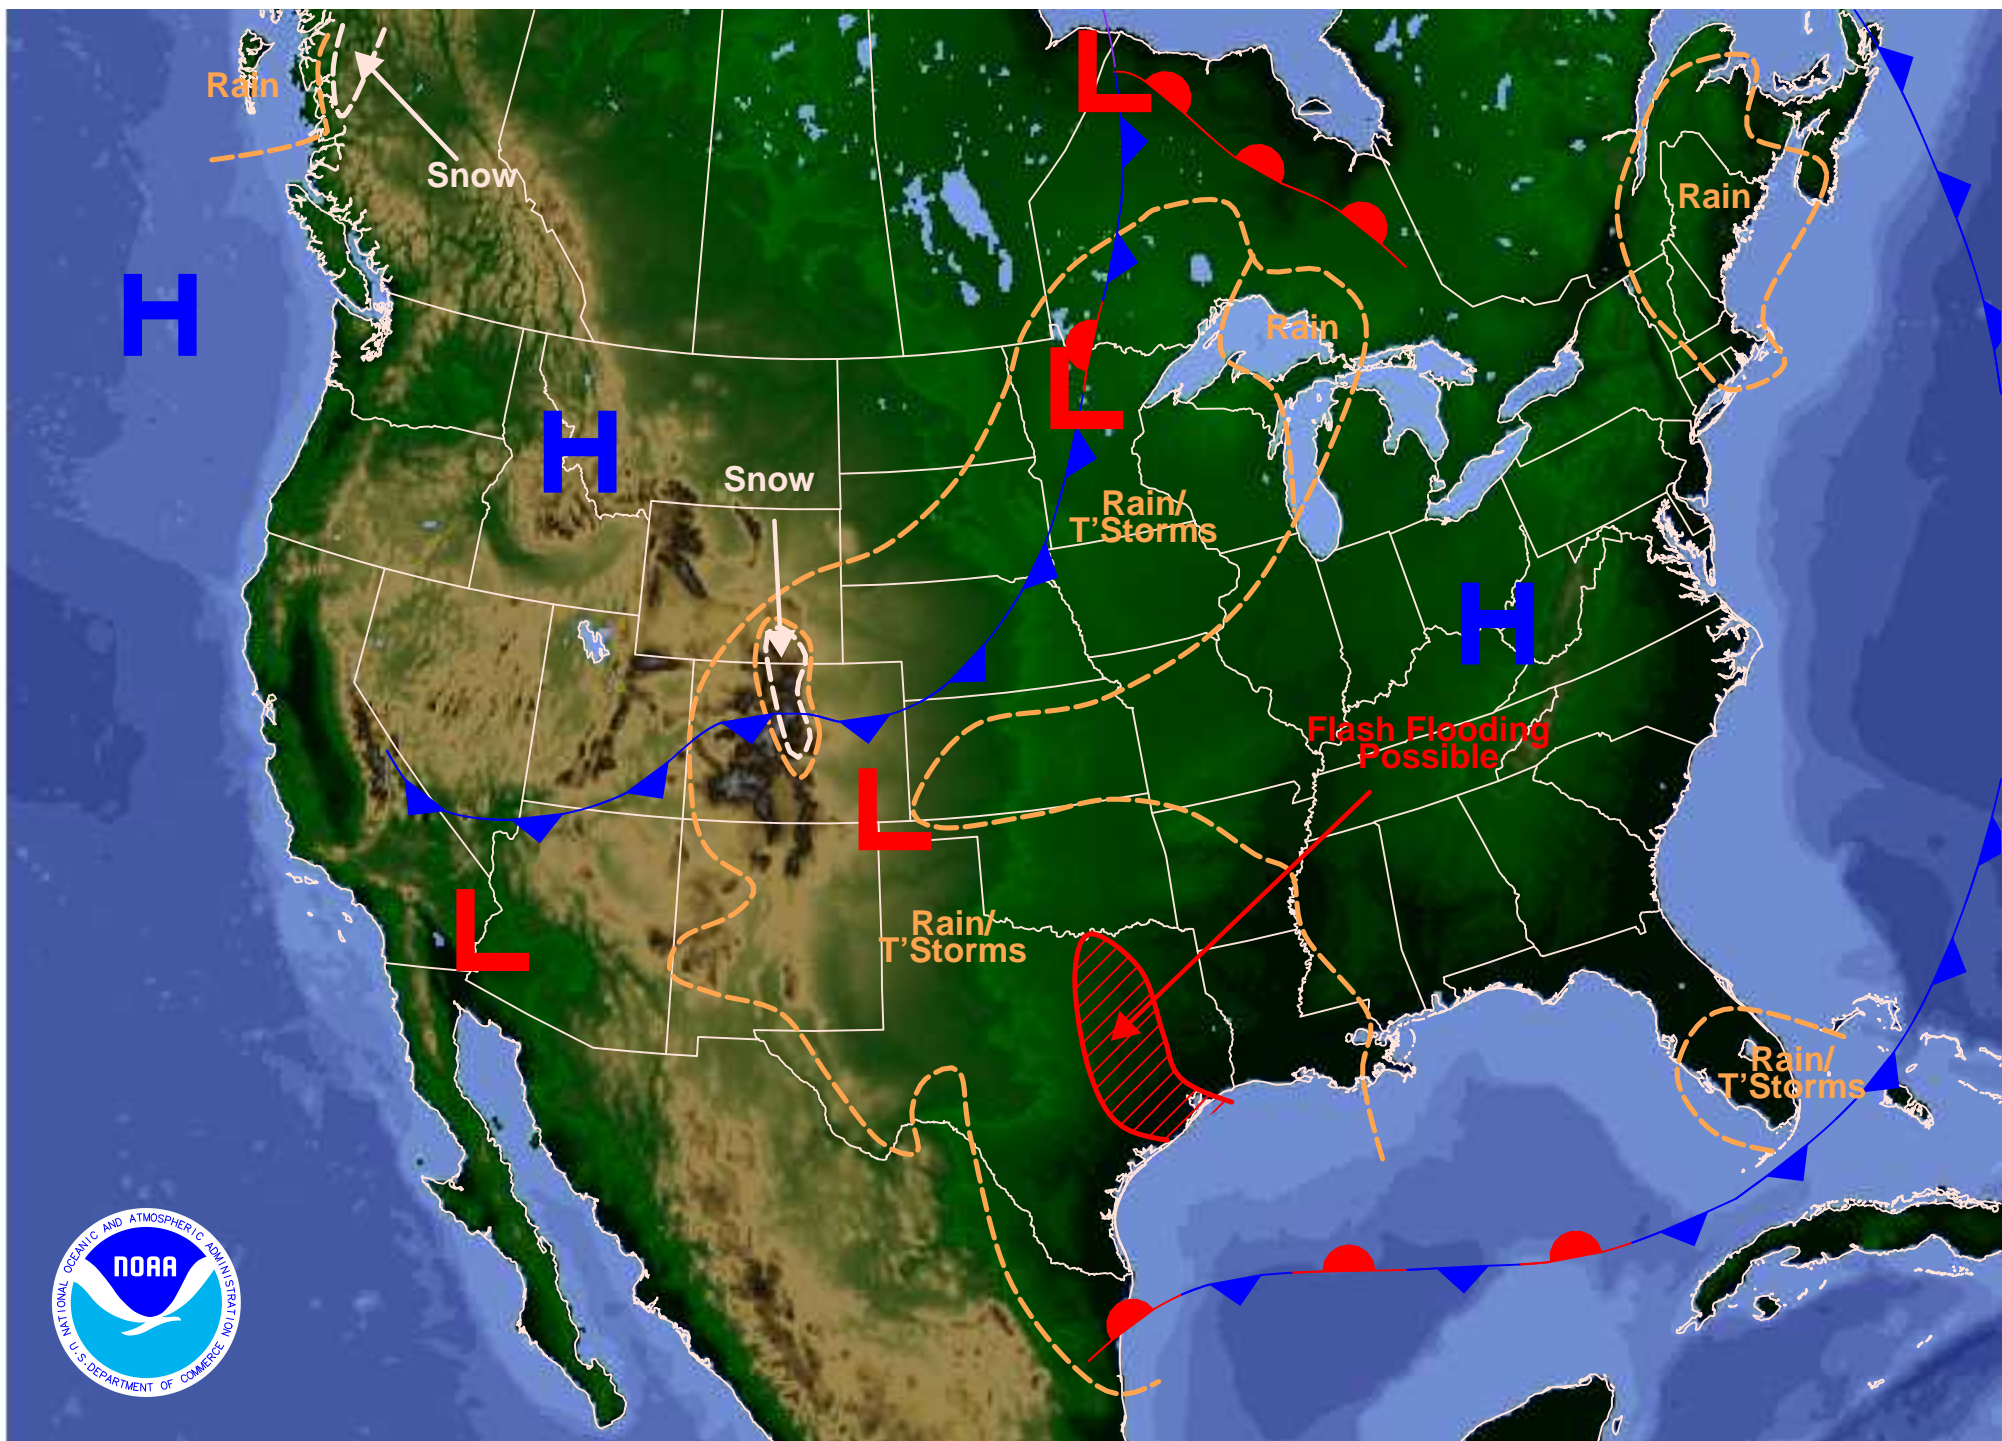 L
Rain
Snow
Rain
H
Rain
L
H
Snow
Rain/
T'Storms
H
Flash Flooding
Possible
L
L
Rain/
T'Storms
Rain/
T'Storms
NATIONAL OCEANIC AND ATMOSPHERIC ADMINISTRATION
NOAA
U.S. DEPARTMENT OF COMMERCE